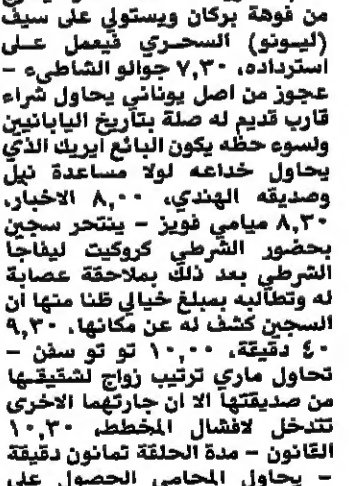 من فوهة بركان ويستولي على سيف
(ليونو) السحري فيعمل على
استرداده، ٧,٣٠ جوالو الشاطيء –
عجوز من اصل يوناني يحاول شراء
قارب قديم له صلة بتاريخ اليابانيين
ولسوء حظه يكون البائع ايريك الذي
يحاول خداعه لولا مساعدة نيل
وصديقه الهندي، ٨,٠٠ الاخبار،
٨,٣٠ ميامي فويز – ينتحر سجين
بحضور الشرطي كروكيت ليفاجا
الشرطي بعد ذلك بملاحقة عصابة
له وتطالبه بمبلغ خيالي ظنا منها ان
السجين كشف له عن مكانها، ٩,٣٠
٤٠ دقيقة، ١٠,٠٠ تو تو سفن –
تحاول ماري ترتيب زواج لشقيقها
من صديقتها الا ان جارتهما الاخرى
تتدخل لافشال المخطط، ١٠,٣٠
القانون – مدة الحلقة ثمانون دقيقة
– يحاول المحامي الحصول على